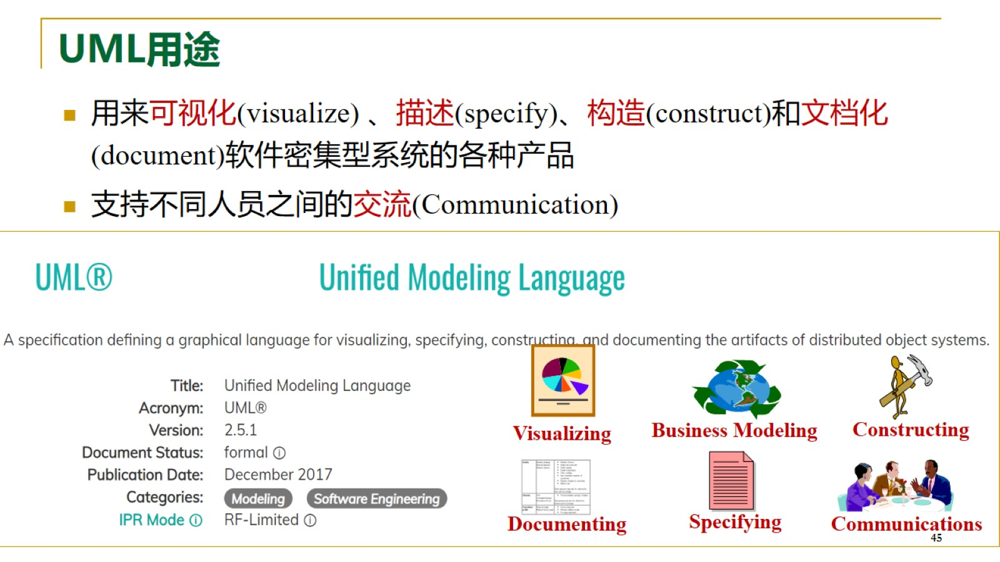 UML用途
用来可视化(visualize) 、描述(specify)、构造(construct)和文档化
(document)软件密集型系统的各种产品
支持不同人员之间的交流(Communication)
UML® Unified Modeling Language
A specification defining a graphical language for visualizing, specifying, constructing, and documenting the artifacts of distributed object systems.
Title: Unified Modeling Language
Acronym: UML®
Version: 2.5.1
Document Status: formal ⓘ
Publication Date: December 2017
Categories: Modeling Software Engineering
IPR Mode ⓘ RF-Limited ⓘ
Visualizing
Business Modeling
Constructing
Documenting
Specifying
Communications
45